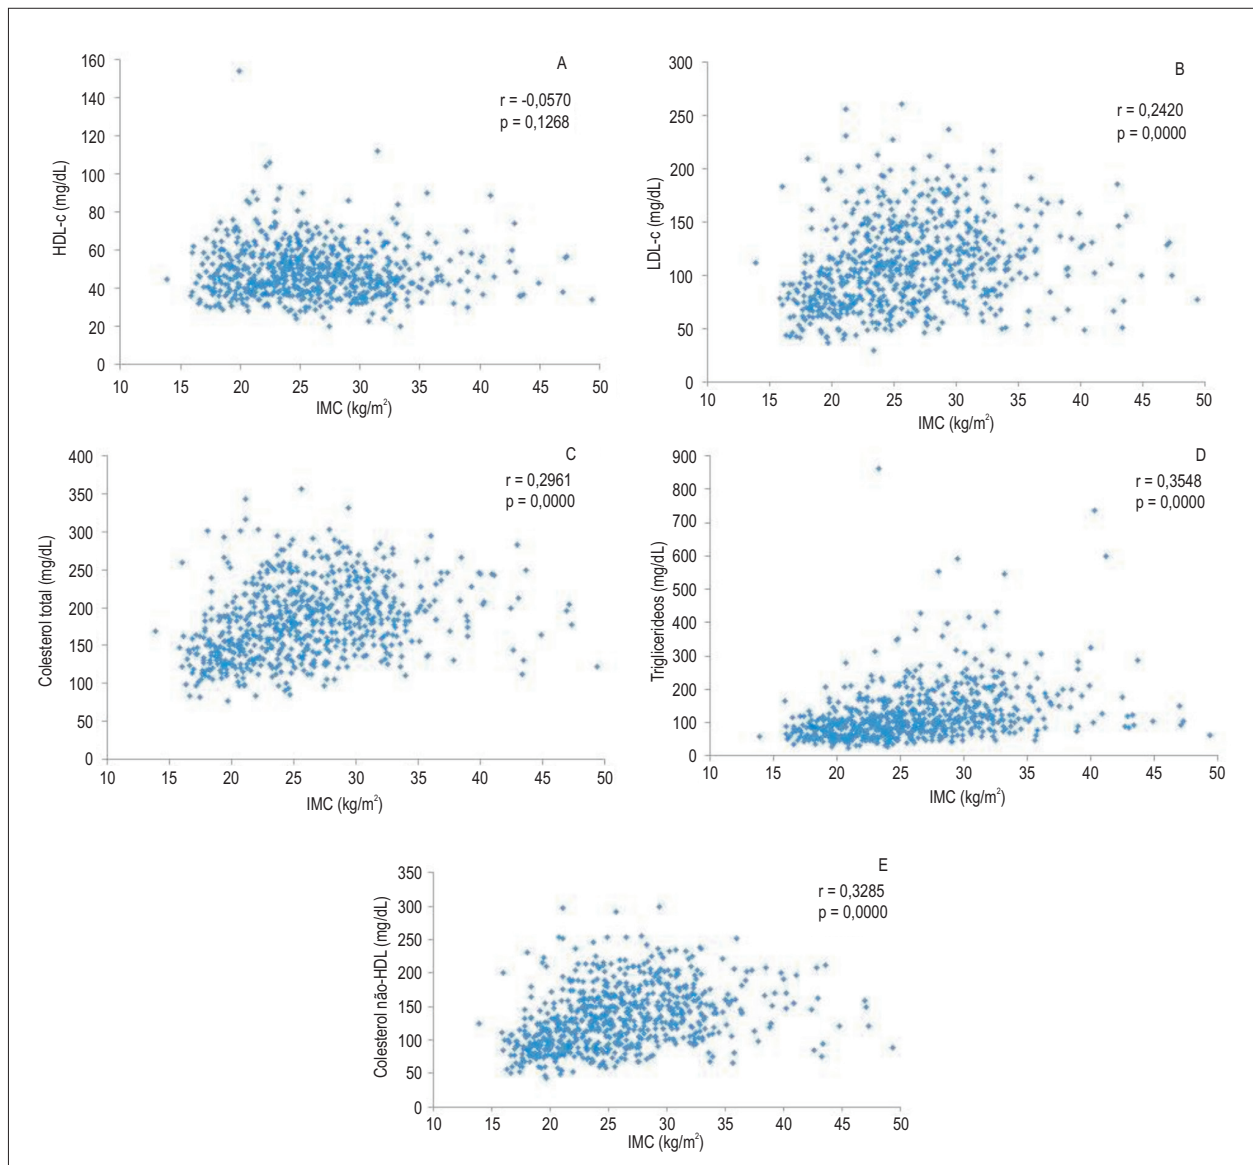 A
r = -0,0570
p = 0,1268
HDL-c (mg/dL)
160
140
120
100
80
60
40
20
0
10 15 20 25 30 35 40 45 50
IMC (kg/m²)
B
r = 0,2420
p = 0,0000
LDL-c (mg/dL)
300
250
200
150
100
50
0
10 15 20 25 30 35 40 45 50
IMC (kg/m²)
C
r = 0,2961
p = 0,0000
Colesterol total (mg/dL)
400
350
300
250
200
150
100
50
0
10 15 20 25 30 35 40 45 50
IMC (kg/m²)
D
r = 0,3548
p = 0,0000
Triglicerídeos (mg/dL)
900
800
700
600
500
400
300
200
100
0
10 15 20 25 30 35 40 45 50
IMC (kg/m²)
E
r = 0,3285
p = 0,0000
Colesterol não-HDL (mg/dL)
350
300
250
200
150
100
50
0
10 15 20 25 30 35 40 45 50
IMC (kg/m²)